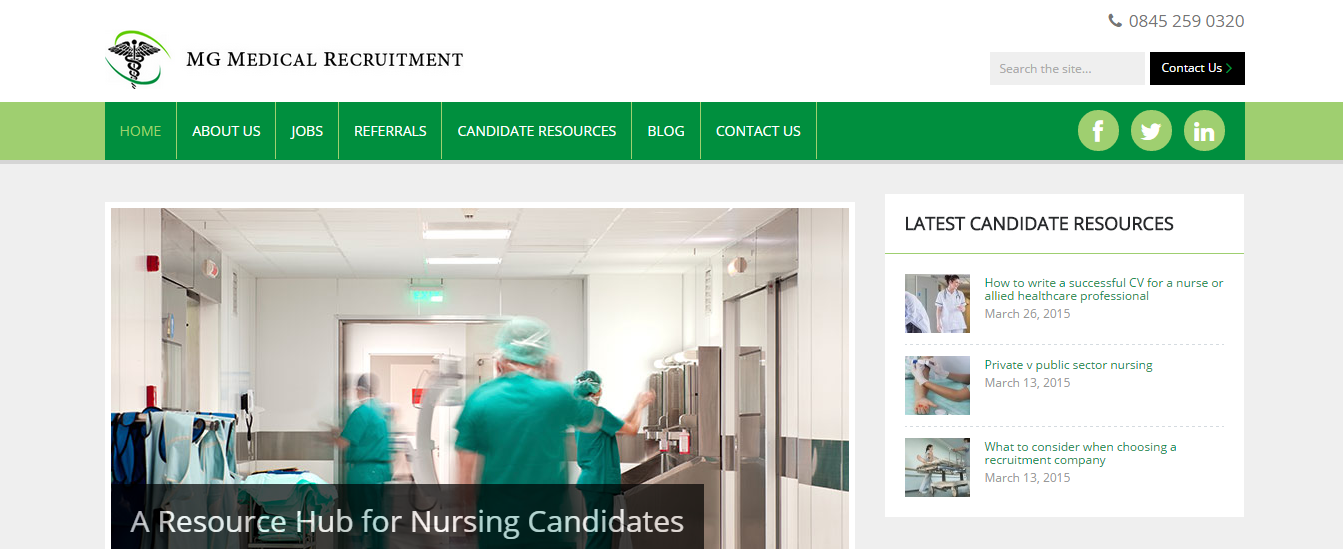 0845 259 0320
MG MEDICAL RECRUITMENT
Search the site...
Contact Us
HOME
ABOUT US
JOBS
REFERRALS
CANDIDATE RESOURCES
BLOG
CONTACT US
LATEST CANDIDATE RESOURCES
How to write a successful CV for a nurse or
allied healthcare professional
March 26, 2015
Private v public sector nursing
March 13, 2015
What to consider when choosing a
recruitment company
March 13, 2015
A Resource Hub for Nursing Candidates